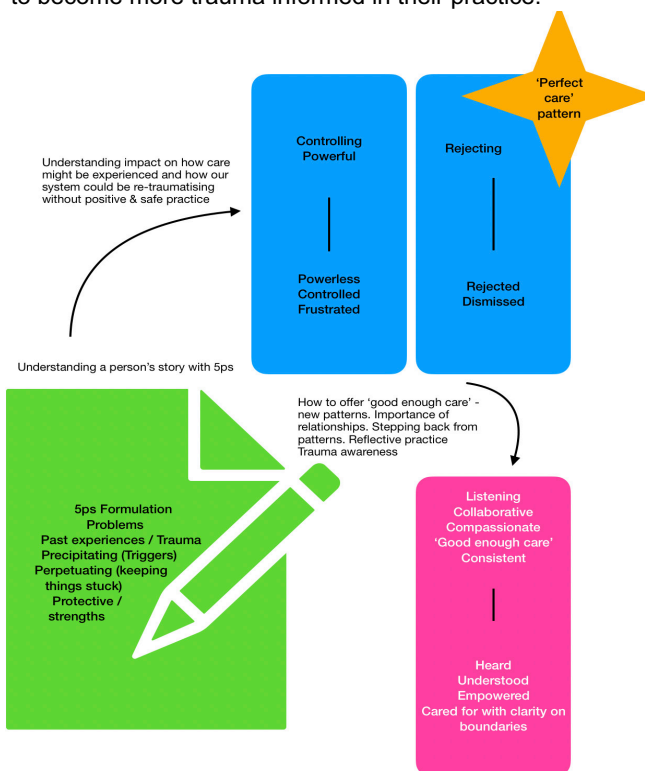 to become more trauma informed in their practice.
'Perfect
care'
pattern
Controlling
Powerful
Rejecting
Understanding impact on how care
might be experienced and how our
system could be re-traumatising
without positive & safe practice
Powerless
Controlled
Frustrated
Rejected
Dismissed
Understanding a person's story with 5ps
How to offer 'good enough care' -
new patterns. Importance of
relationships. Stepping back from
patterns. Reflective practice
Trauma awareness
5ps Formulation
Problems
Past experiences / Trauma
Precipitating (Triggers)
Perpetuating (keeping
things stuck)
Protective /
strengths
Listening
Collaborative
Compassionate
'Good enough care'
Consistent
Heard
Understood
Empowered
Cared for with clarity on
boundaries